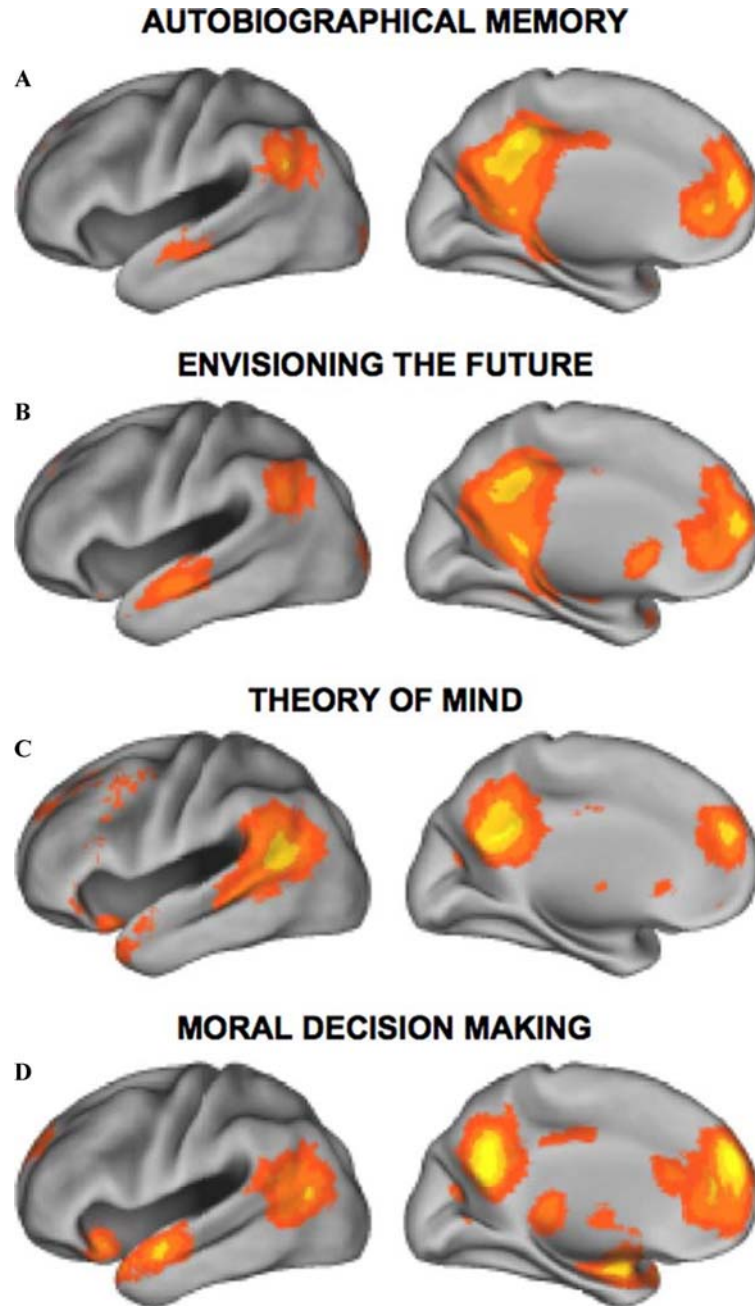 AUTOBIOGRAPHICAL MEMORY
A
ENVISIONING THE FUTURE
B
THEORY OF MIND
C
MORAL DECISION MAKING
D